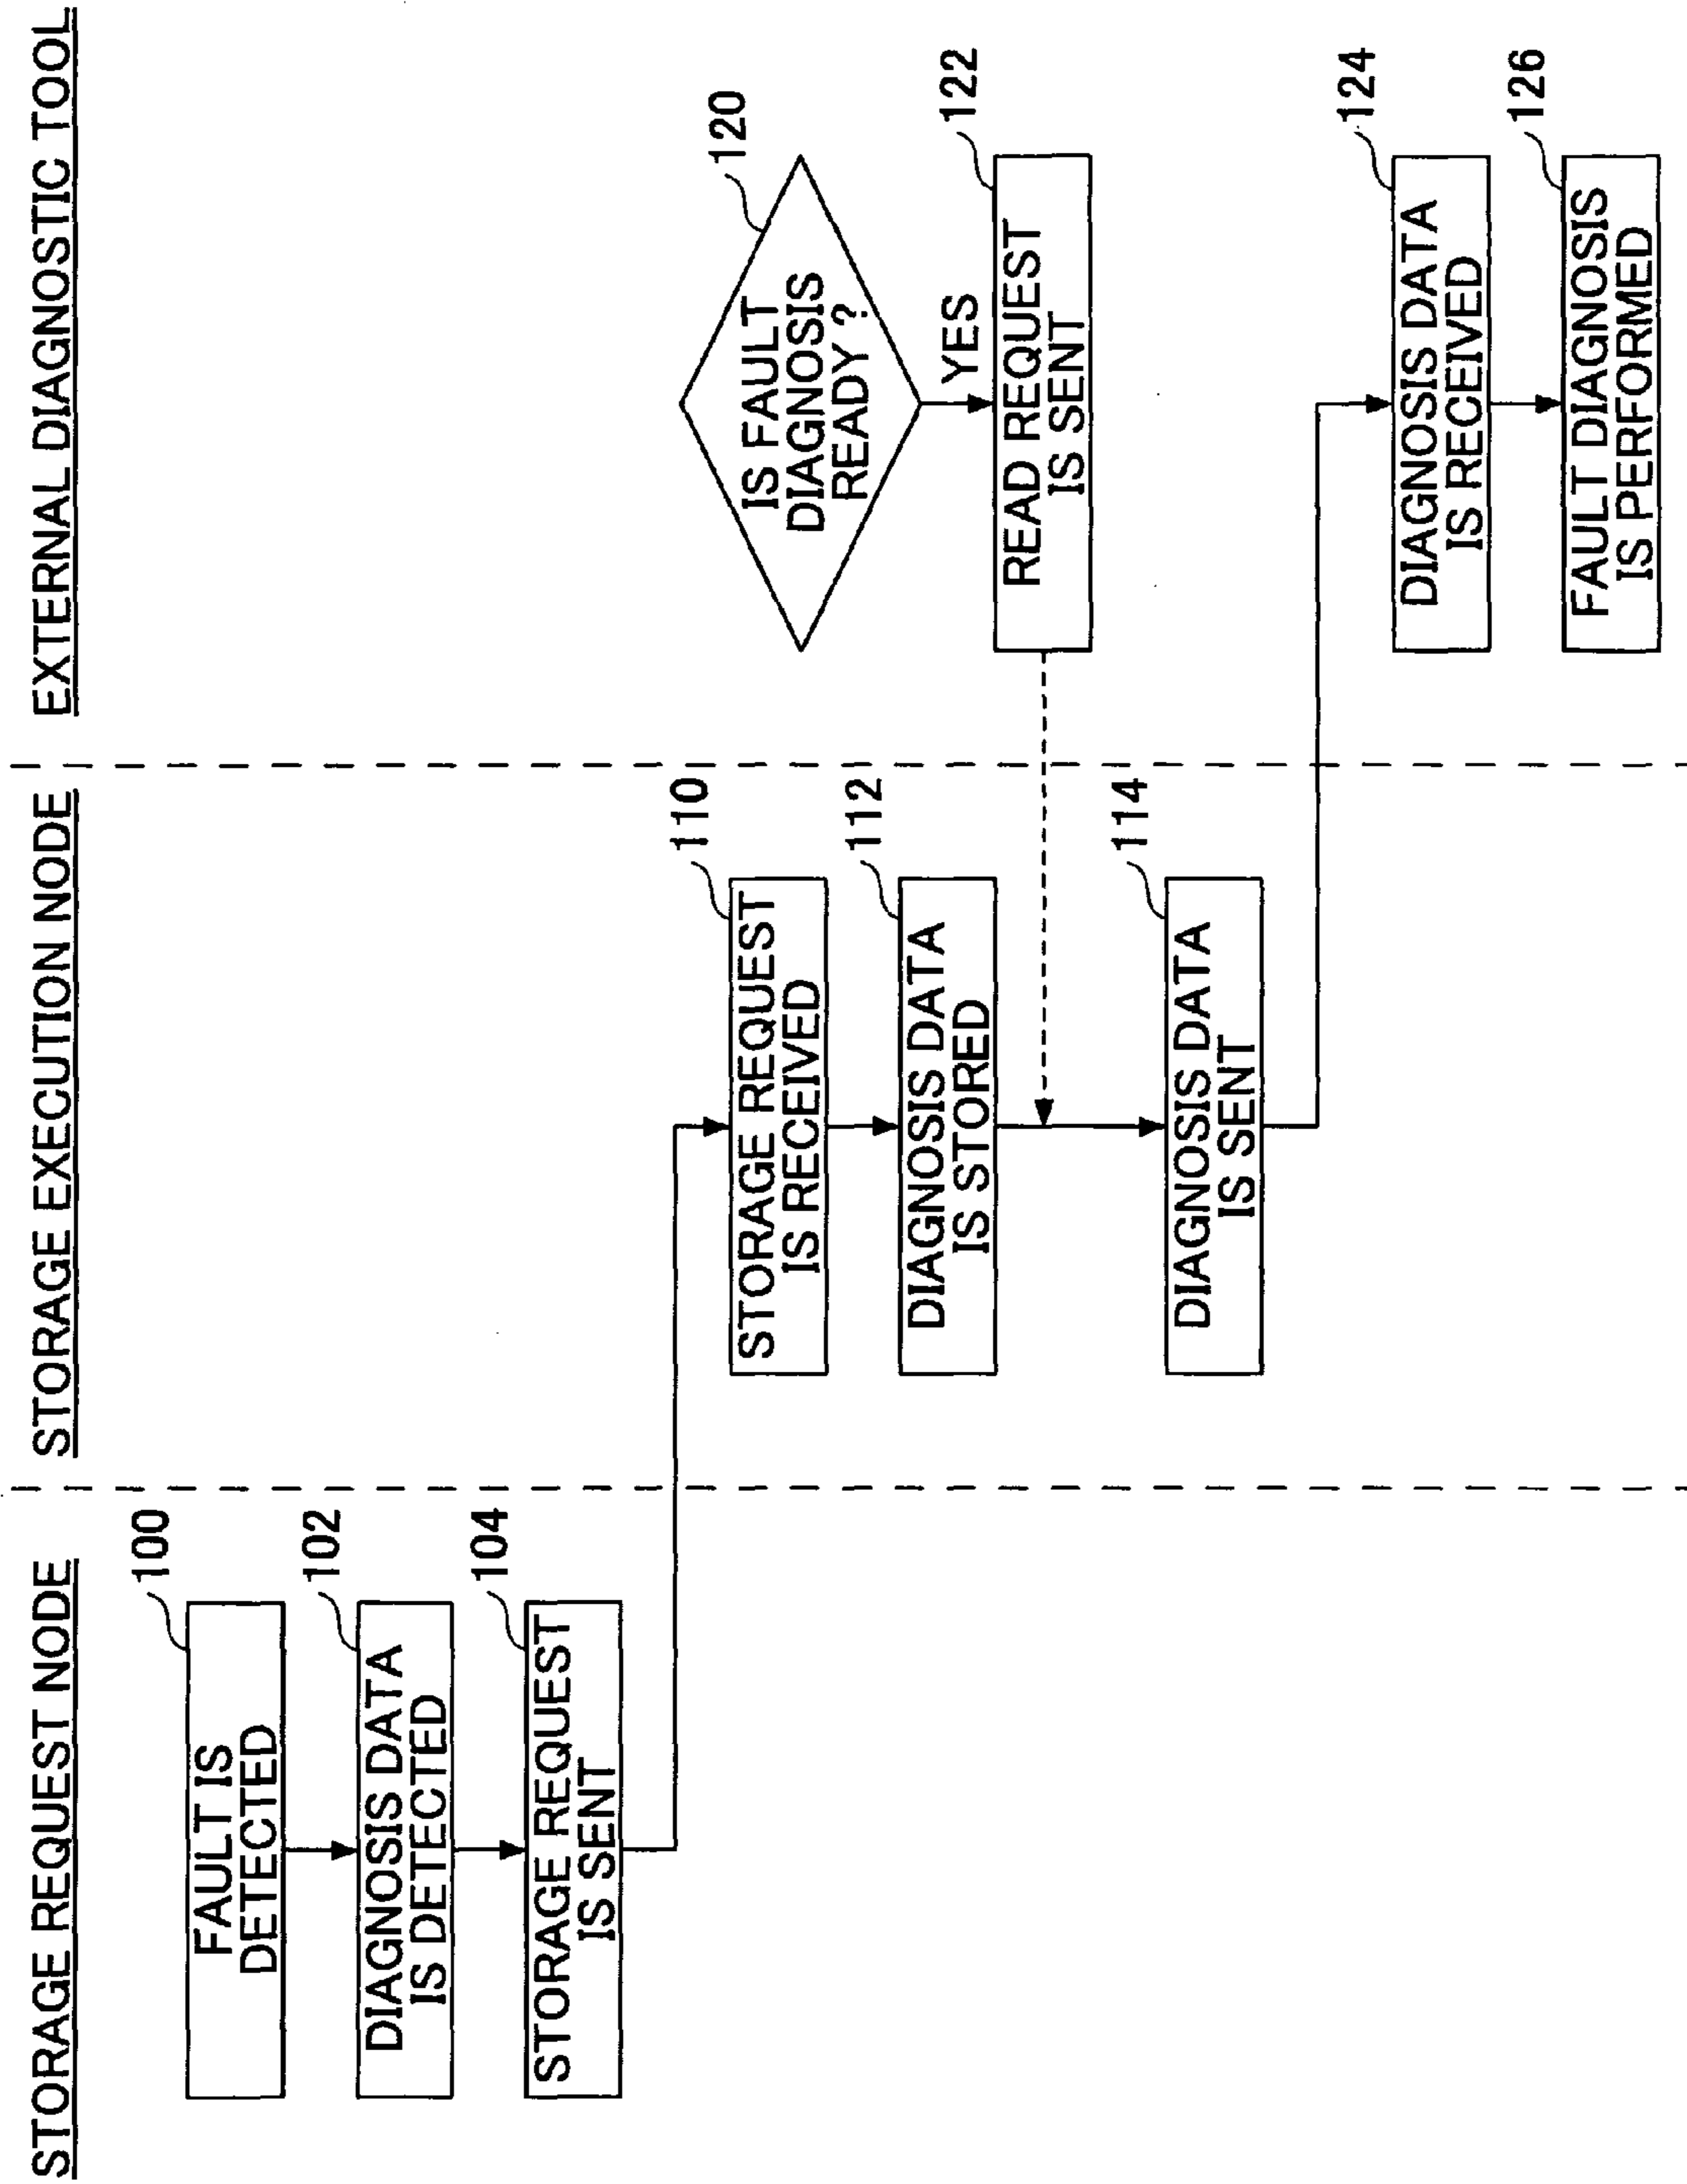 STORAGE REQUEST NODE
100
FAULT IS
DETECTED
102
DIAGNOSIS DATA
IS DETECTED
104
STORAGE REQUEST
IS SENT
STORAGE EXECUTION NODE
110
STORAGE REQUEST
IS RECEIVED
112
DIAGNOSIS DATA
IS STORED
114
DIAGNOSIS DATA
IS SENT
EXTERNAL DIAGNOSTIC TOOL
120
IS FAULT
DIAGNOSIS
READY ?
YES
122
READ REQUEST
IS SENT
124
DIAGNOSIS DATA
IS RECEIVED
126
FAULT DIAGNOSIS
IS PERFORMED